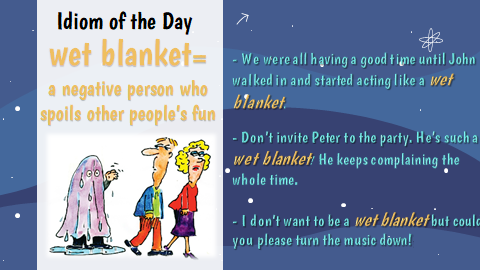 Idiom of the Day
wet blanket=
a negative person who
spoils other people's fun
- We were all having a good time until John
walked in and started acting like a wet
blanket.
- Don't invite Peter to the party. He's such a
wet blanket! He keeps complaining the
whole time.
- I don't want to be a wet blanket but could
you please turn the music down!